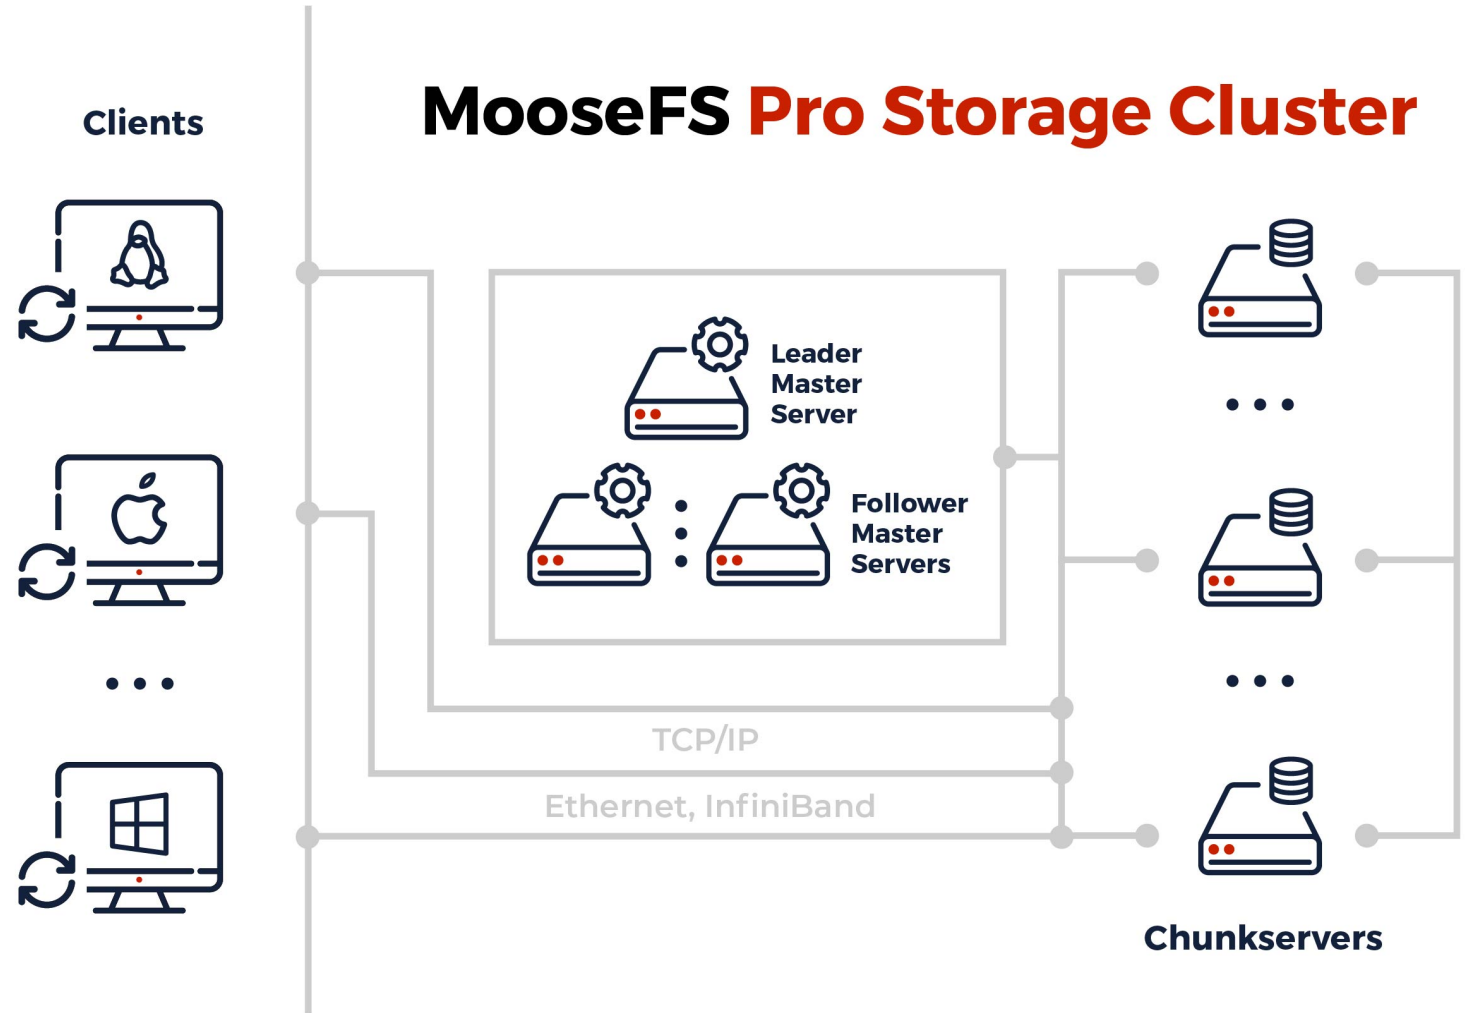 Clients
MooseFS Pro Storage Cluster
Leader
Master
Server
Follower
Master
Servers
TCP/IP
Ethernet, InfiniBand
Chunkservers